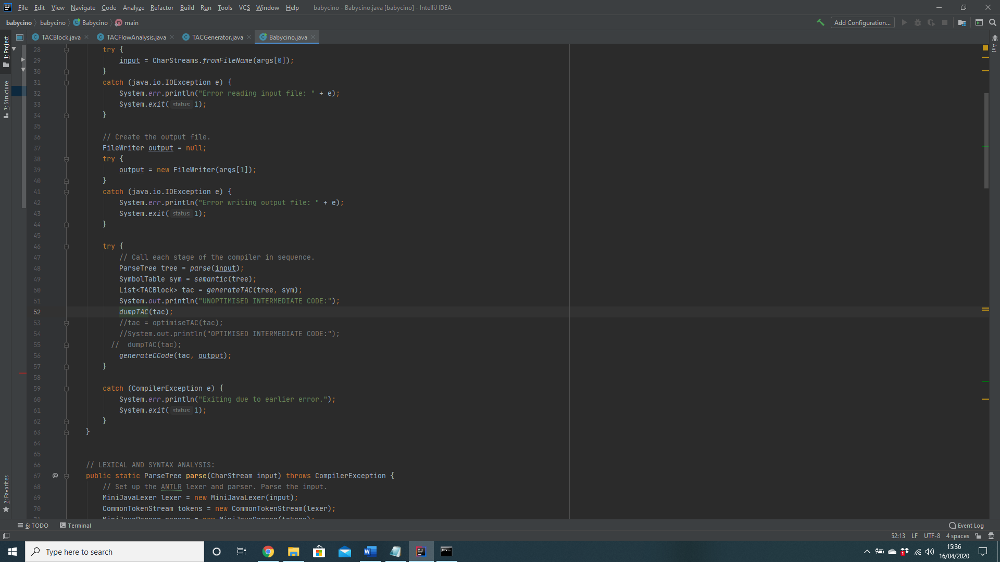 File Edit View Navigate Code Analyze Refactor Build Run Tools VCS Window Help babycino - Babycino.java [babycino] - IntelliJ IDEA
babycino babycino Babycino main Add Configuration...
TACBlock.java TACFlowAnalysis.java TACGenerator.java Babycino.java
1: Project
7: Structure
2: Favorites
Ant
28 try {
29 input = CharStreams.fromFileName(args[0]);
30 }
31 catch (java.io.IOException e) {
32 System.err.println("Error reading input file: " + e);
33 System.exit( status: 1);
34 }
35
36 // Create the output file.
37 FileWriter output = null;
38 try {
39 output = new FileWriter(args[1]);
40 }
41 catch (java.io.IOException e) {
42 System.err.println("Error writing output file: " + e);
43 System.exit( status: 1);
44 }
45
46 try {
47 // Call each stage of the compiler in sequence.
48 ParseTree tree = parse(input);
49 SymbolTable sym = semantic(tree);
50 List<TACBlock> tac = generateTAC(tree, sym);
51 System.out.println("UNOPTIMISED INTERMEDIATE CODE:");
52 dumpTAC(tac);
53 //tac = optimiseTAC(tac);
54 //System.out.println("OPTIMISED INTERMEDIATE CODE:");
55 // dumpTAC(tac);
56 generateCCode(tac, output);
57 }
58
59 catch (CompilerException e) {
60 System.err.println("Exiting due to earlier error.");
61 System.exit( status: 1);
62 }
63 }
64
65
66 // LEXICAL AND SYNTAX ANALYSIS:
67 @ public static ParseTree parse(CharStream input) throws CompilerException {
68 // Set up the ANTLR lexer and parser. Parse the input.
69 MiniJavaLexer lexer = new MiniJavaLexer(input);
70 CommonTokenStream tokens = new CommonTokenStream(lexer);
71 MiniJavaParser parser = new MiniJavaParser(tokens);
6: TODO Terminal Event Log
52:13 LF UTF-8 4 spaces
Type here to search
15:36
16/04/2020